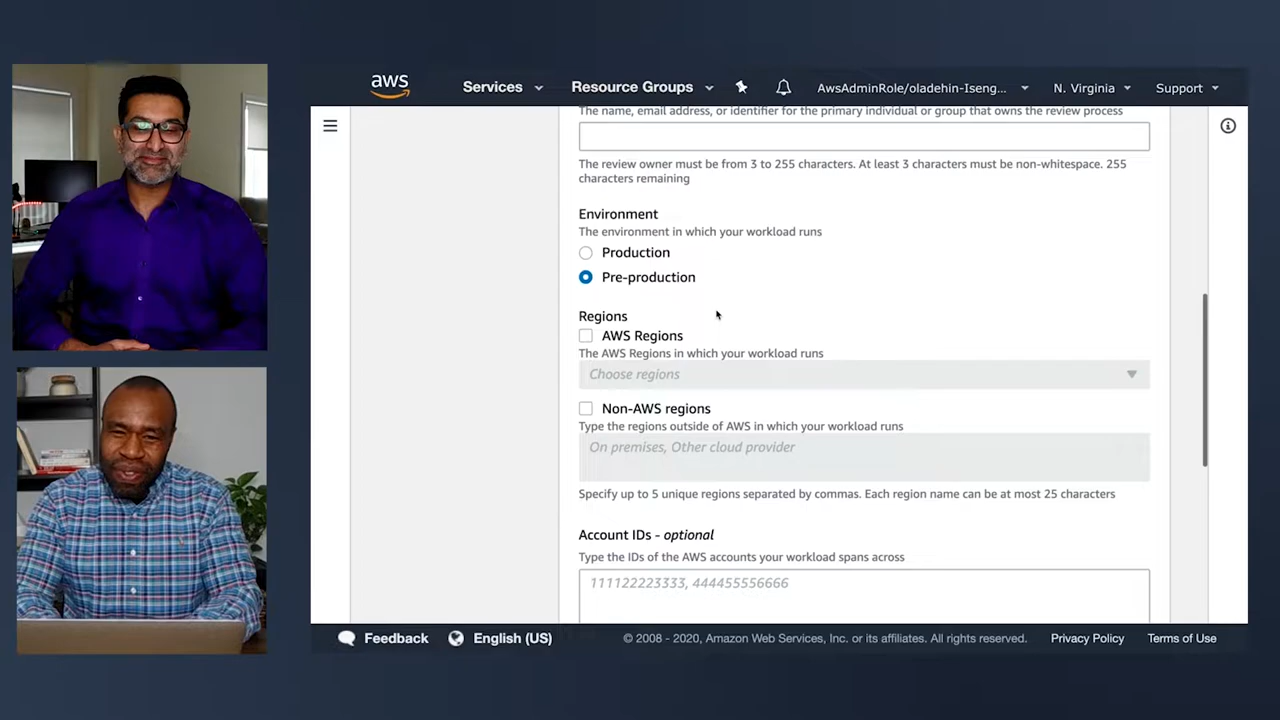 aws
Services
Resource Groups
AwsAdminRole/oladehin-Iseng...
N. Virginia
Support
The name, email address, or identifier for the primary individual or group that owns the review process
The review owner must be from 3 to 255 characters. At least 3 characters must be non-whitespace. 255
characters remaining
Environment
The environment in which your workload runs
Production
Pre-production
Regions
AWS Regions
The AWS Regions in which your workload runs
Choose regions
Non-AWS regions
Type the regions outside of AWS in which your workload runs
On premises, Other cloud provider
Specify up to 5 unique regions separated by commas. Each region name can be at most 25 characters
Account IDs - optional
Type the IDs of the AWS accounts your workload spans across
111122223333, 444455556666
Feedback
English (US)
© 2008 - 2020, Amazon Web Services, Inc. or its affiliates. All rights reserved.
Privacy Policy
Terms of Use